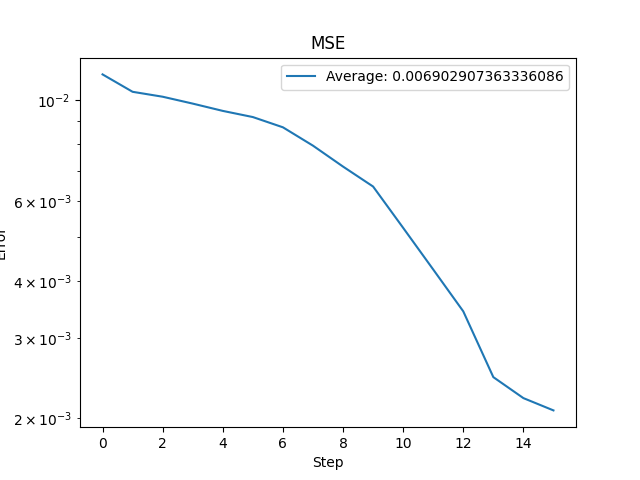 MSE
Average: 0.006902907363336086
Error
10⁻²
6 × 10⁻³
4 × 10⁻³
3 × 10⁻³
2 × 10⁻³
0 2 4 6 8 10 12 14
Step